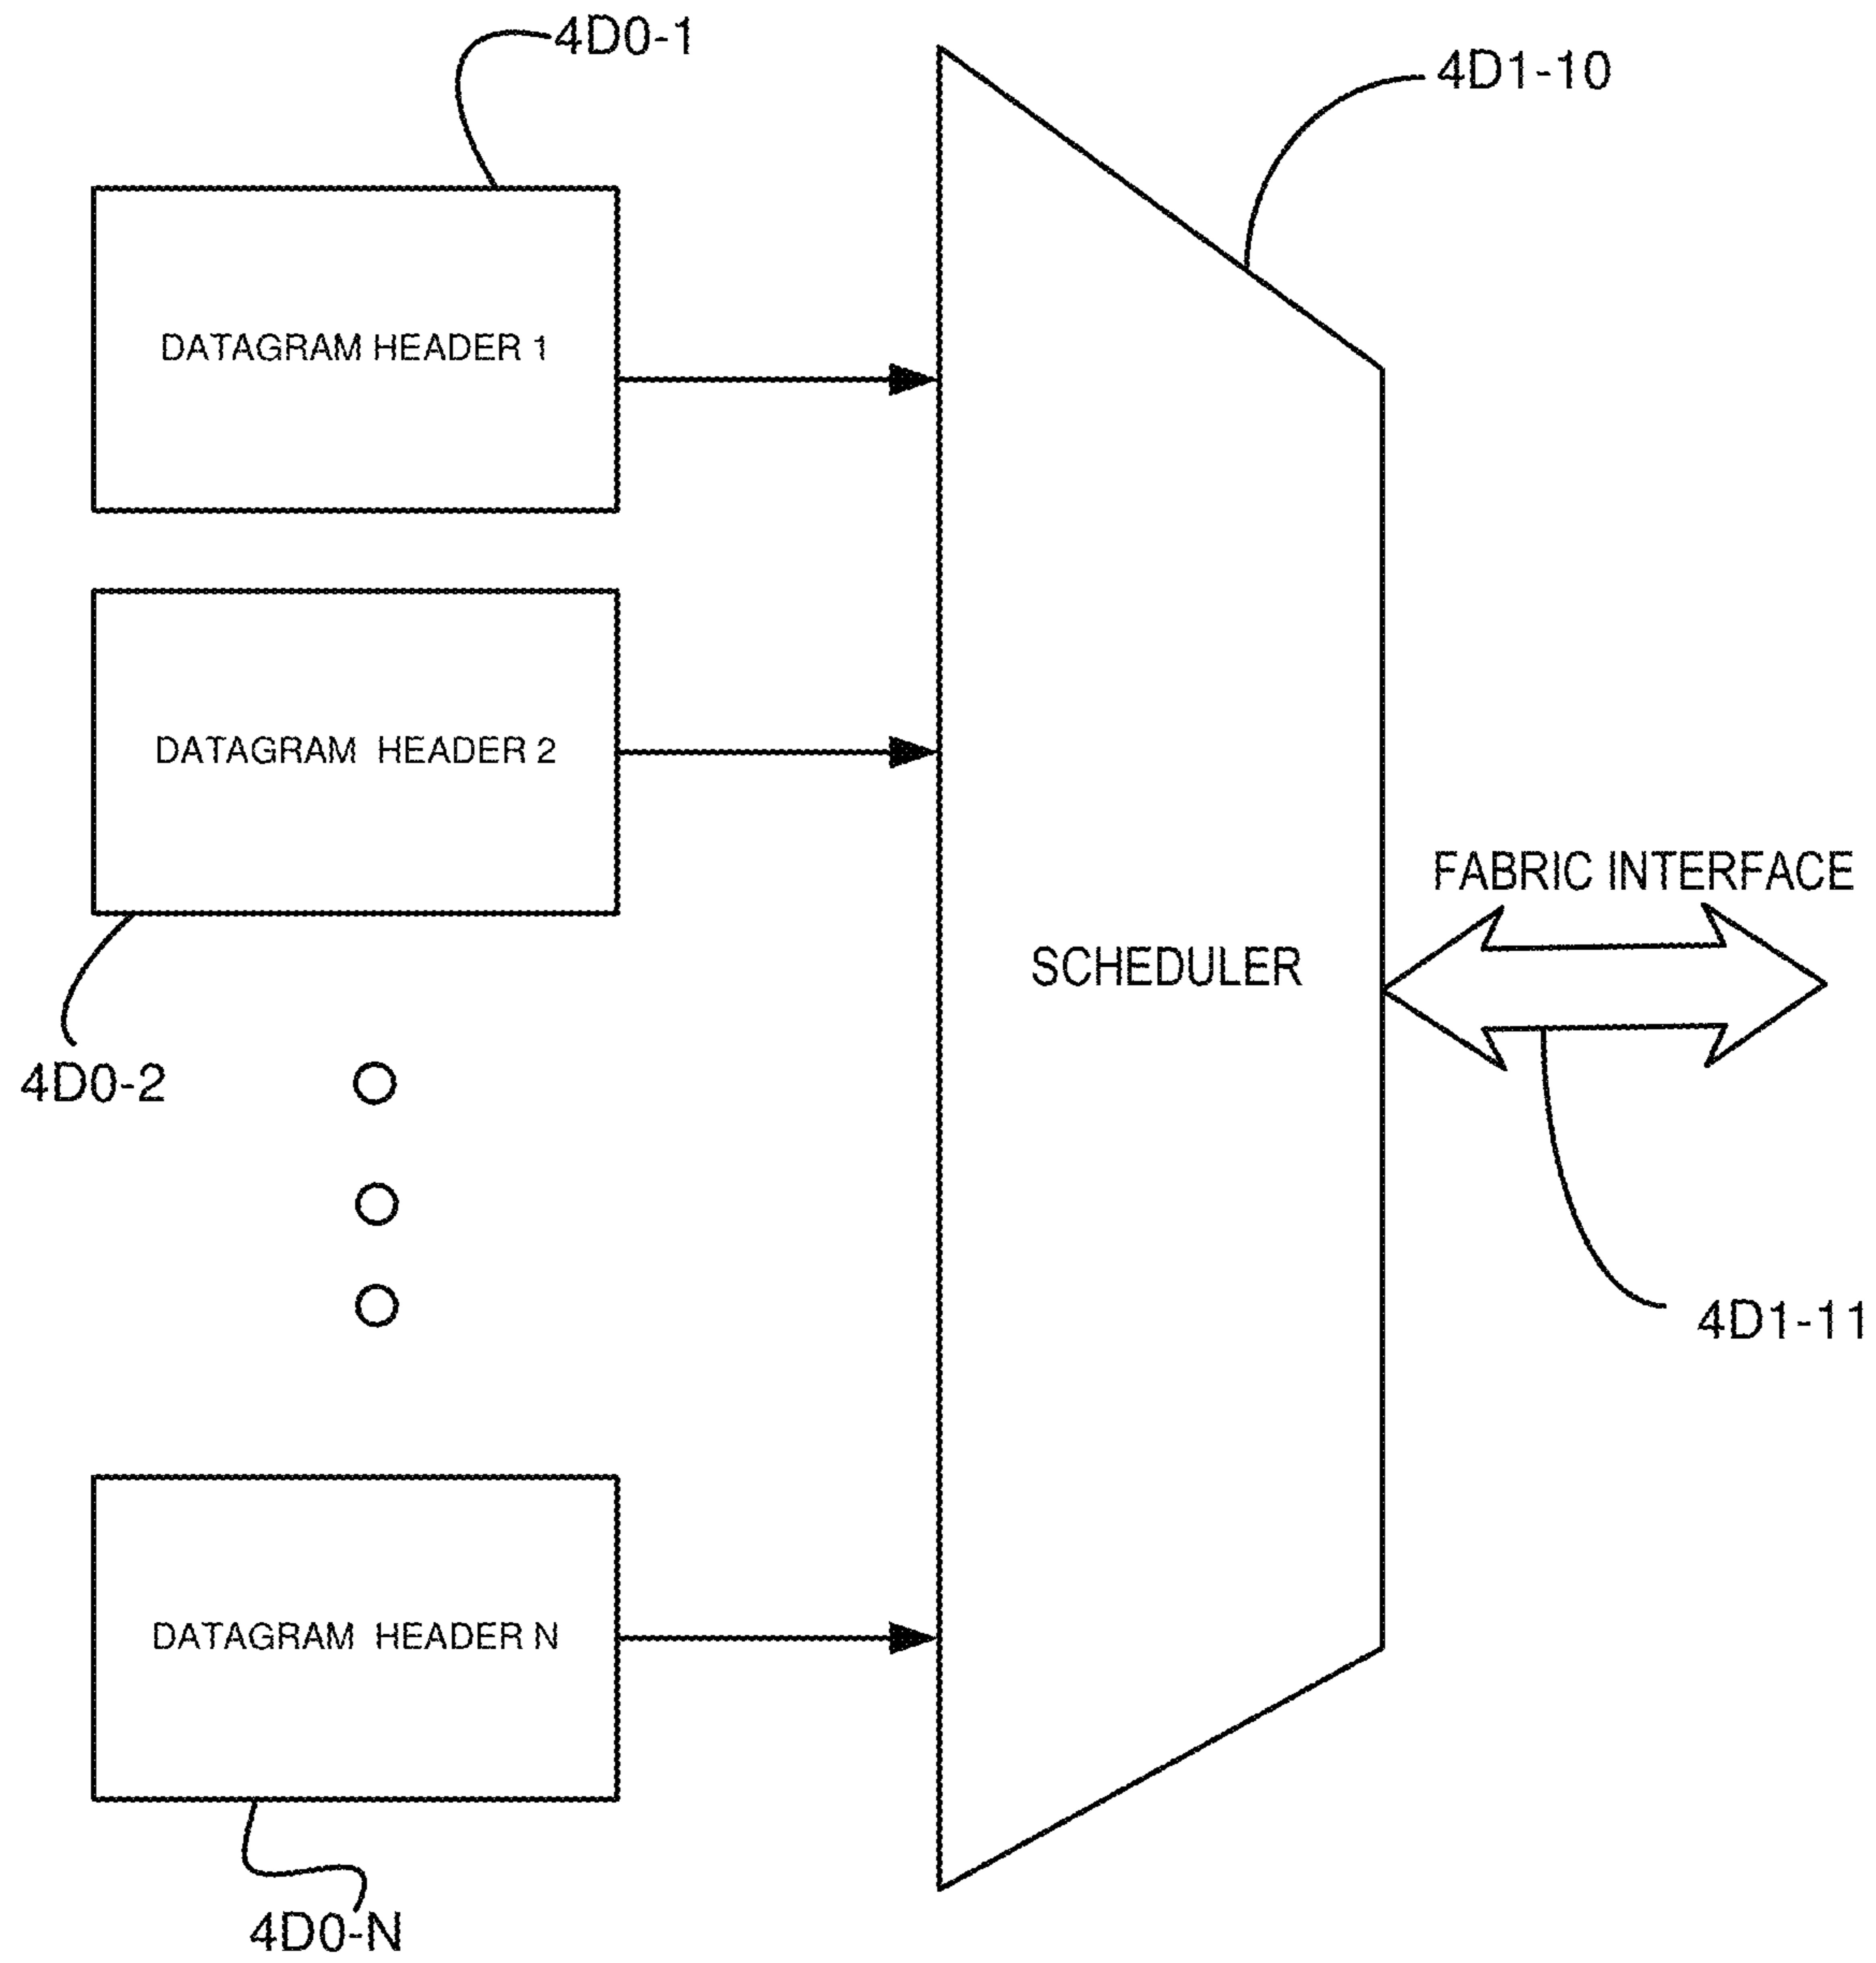 4D0-1
4D1-10
DATAGRAM HEADER 1
DATAGRAM HEADER 2
FABRIC INTERFACE
SCHEDULER
4D0-2
4D1-11
DATAGRAM HEADER N
4D0-N